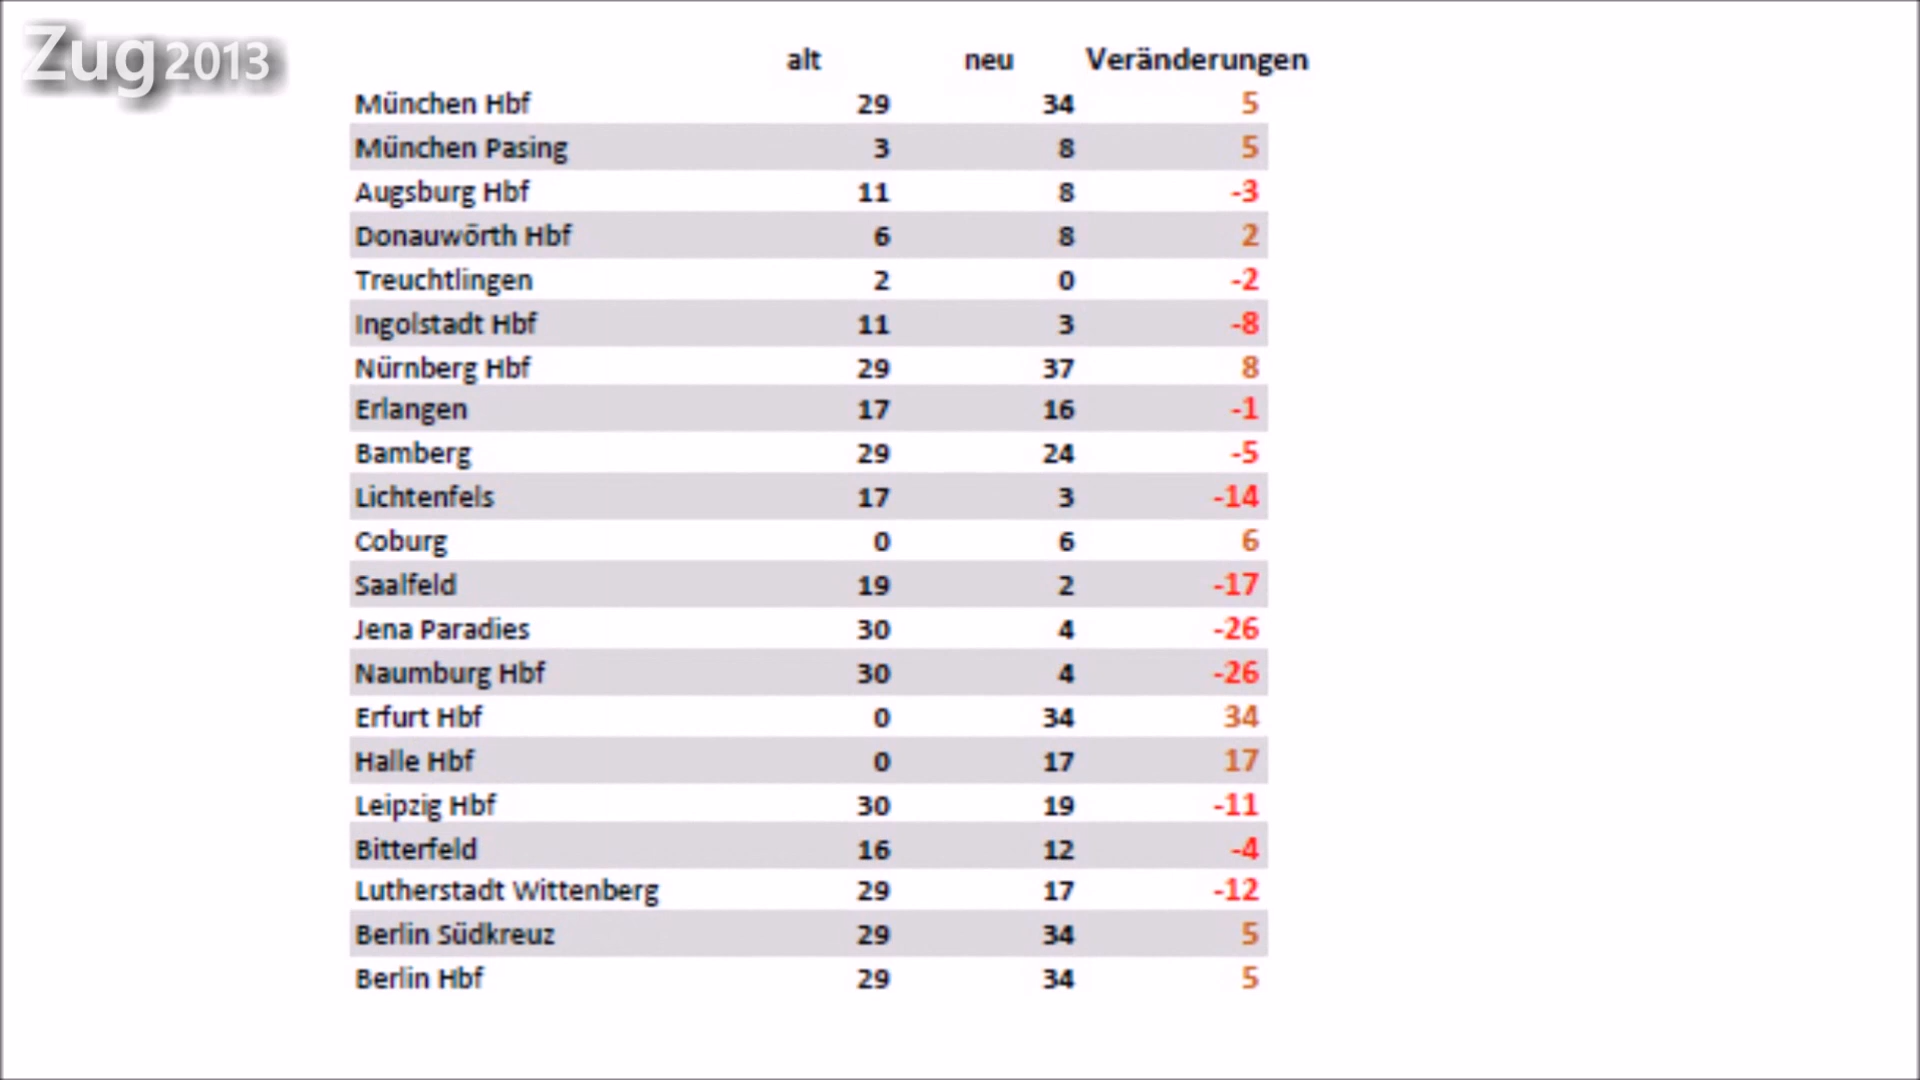 Zug 2013
alt neu Veränderungen
München Hbf 29 34 5
München Pasing 3 8 5
Augsburg Hbf 11 8 -3
Donauwörth Hbf 6 8 2
Treuchtlingen 2 0 -2
Ingolstadt Hbf 11 3 -8
Nürnberg Hbf 29 37 8
Erlangen 17 16 -1
Bamberg 29 24 -5
Lichtenfels 17 3 -14
Coburg 0 6 6
Saalfeld 19 2 -17
Jena Paradies 30 4 -26
Naumburg Hbf 30 4 -26
Erfurt Hbf 0 34 34
Halle Hbf 0 17 17
Leipzig Hbf 30 19 -11
Bitterfeld 16 12 -4
Lutherstadt Wittenberg 29 17 -12
Berlin Südkreuz 29 34 5
Berlin Hbf 29 34 5